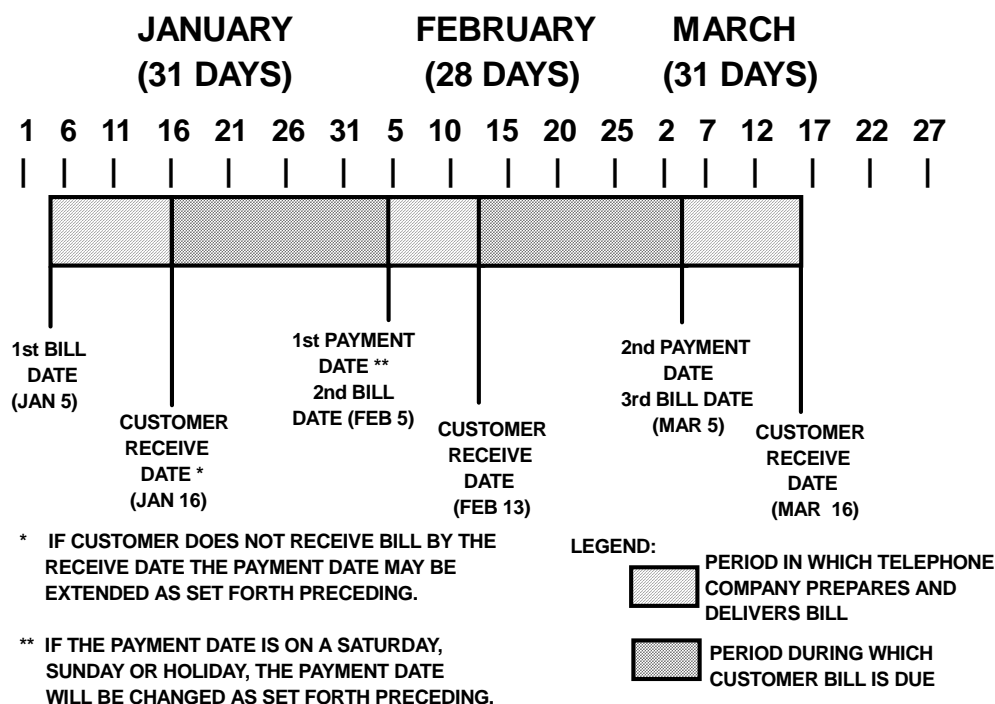 JANUARY
(31 DAYS)
FEBRUARY
(28 DAYS)
MARCH
(31 DAYS)
1 6 11 16 21 26 31 5 10 15 20 25 2 7 12 17 22 27
1st BILL
DATE
(JAN 5)
CUSTOMER
RECEIVE
DATE *
(JAN 16)
1st PAYMENT
DATE **
2nd BILL
DATE (FEB 5)
CUSTOMER
RECEIVE
DATE
(FEB 13)
2nd PAYMENT
DATE
3rd BILL DATE
(MAR 5)
CUSTOMER
RECEIVE
DATE
(MAR 16)
* IF CUSTOMER DOES NOT RECEIVE BILL BY THE
RECEIVE DATE THE PAYMENT DATE MAY BE
EXTENDED AS SET FORTH PRECEDING.
** IF THE PAYMENT DATE IS ON A SATURDAY,
SUNDAY OR HOLIDAY, THE PAYMENT DATE
WILL BE CHANGED AS SET FORTH PRECEDING.
LEGEND:
PERIOD IN WHICH TELEPHONE
COMPANY PREPARES AND
DELIVERS BILL
PERIOD DURING WHICH
CUSTOMER BILL IS DUE